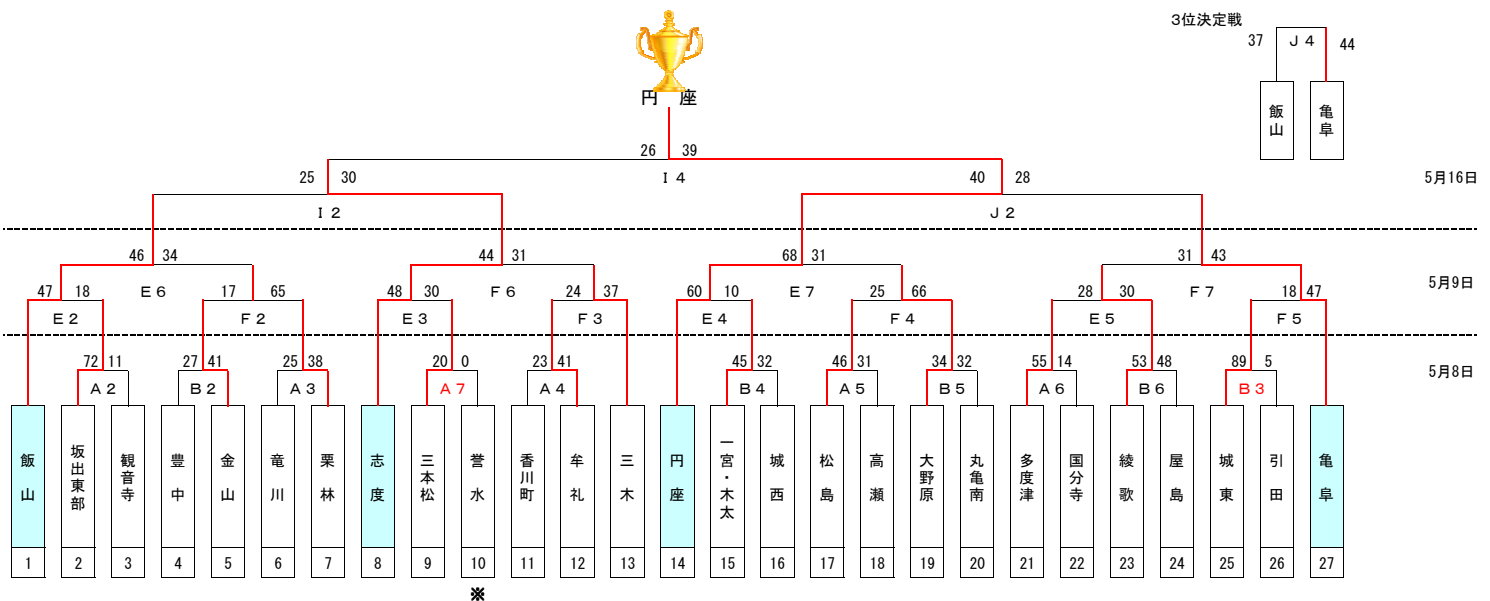 3位決定戦
37 J4 44
飯山 亀阜
円 座
26 39
I4
25 30 40 28
5月16日
I2 J2
46 34 44 31 68 31 31 43
5月9日
47 18 E6 17 65 48 30 F6 24 37 60 10 E7 25 66 28 30 F7 18 47
E2 F2 E3 F3 E4 F4 E5 F5
72 11 27 41 25 38 20 0 23 41 45 32 46 31 34 32 55 14 53 48 89 5
5月8日
A2 B2 A3 A7 A4 B4 A5 B5 A6 B6 B3
飯山 坂出東部 観音寺 豊中 金山 竜川 栗林 志度 三本松 誉水 香川町 牟礼 三木 円座 一宮・木太 城西 松島 高瀬 大野原 丸亀南 多度津 国分寺 綾歌 屋島 城東 引田 亀阜
1 2 3 4 5 6 7 8 9 10 11 12 13 14 15 16 17 18 19 20 21 22 23 24 25 26 27
※